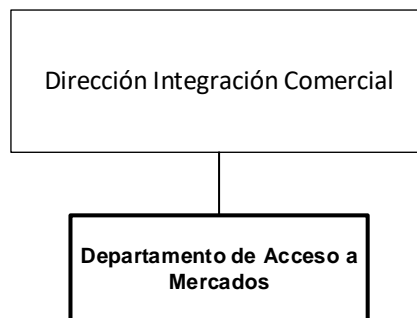 Dirección Integración Comercial
Departamento de Acceso a
Mercados